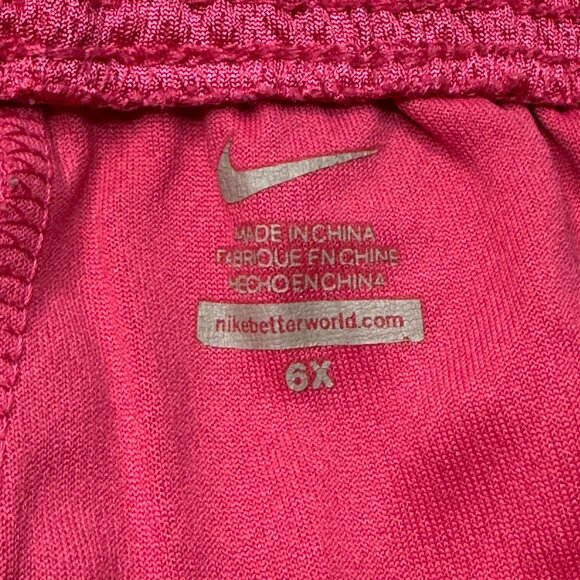 MADE IN CHINA
FABRIQUE EN CHINE
HECHO EN CHINA
nikebetterworld.com
6X